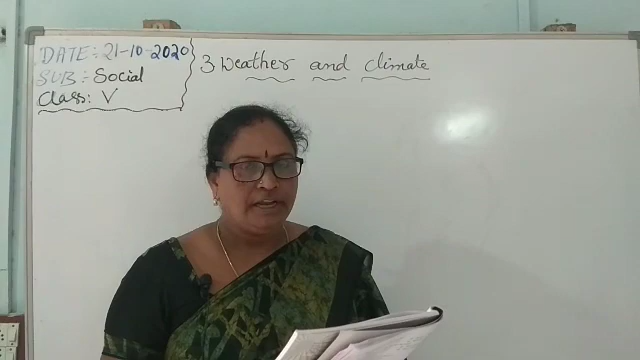 DATE :- 21-10-2020
SUB :- Social
Class : V
3 Weather and climate